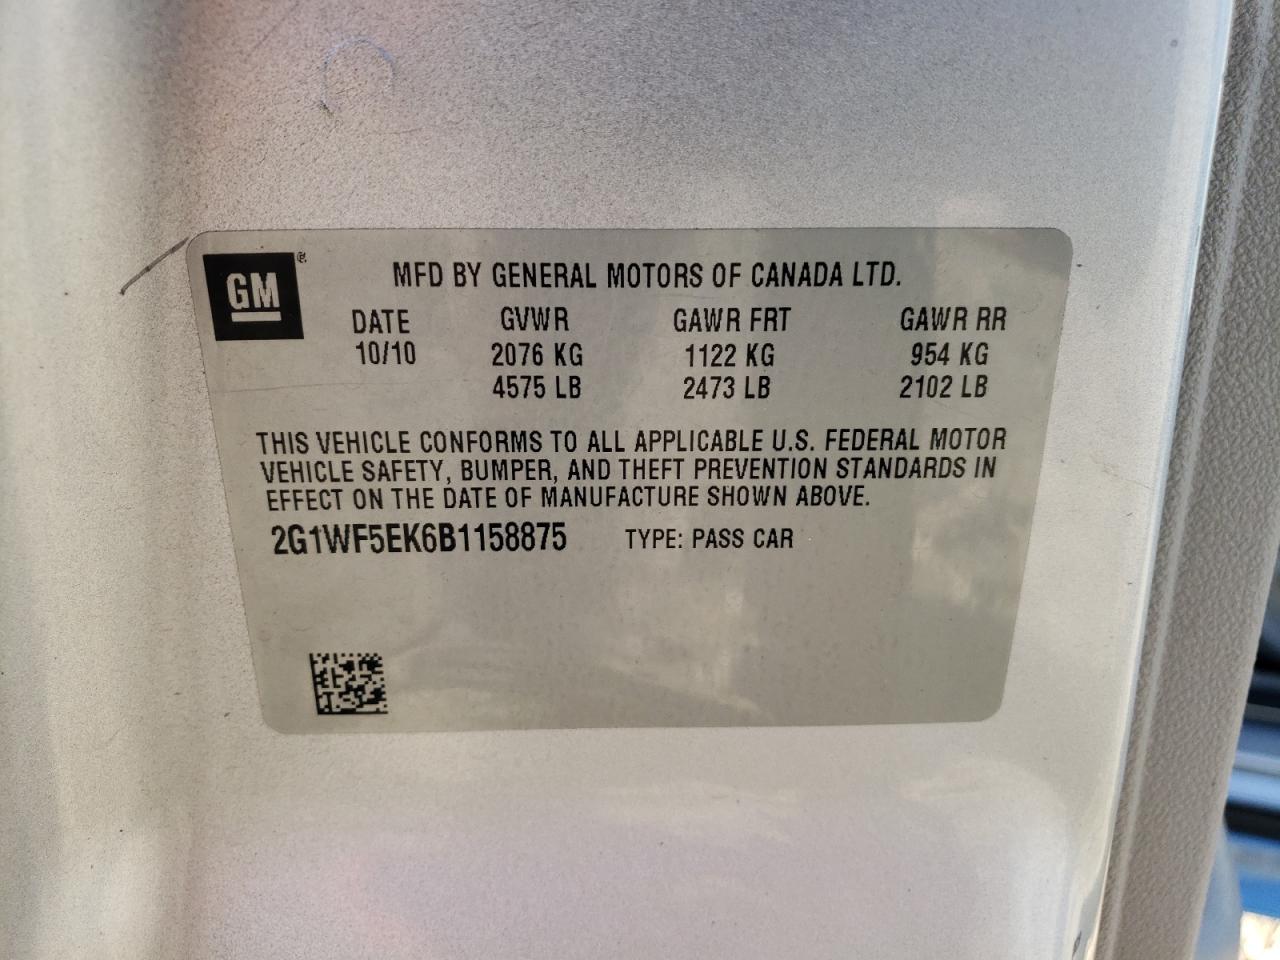 GM ®
MFD BY GENERAL MOTORS OF CANADA LTD.
DATE GVWR GAWR FRT GAWR RR
10/10 2076 KG 1122 KG 954 KG
4575 LB 2473 LB 2102 LB
THIS VEHICLE CONFORMS TO ALL APPLICABLE U.S. FEDERAL MOTOR
VEHICLE SAFETY, BUMPER, AND THEFT PREVENTION STANDARDS IN
EFFECT ON THE DATE OF MANUFACTURE SHOWN ABOVE.
2G1WF5EK6B1158875 TYPE: PASS CAR